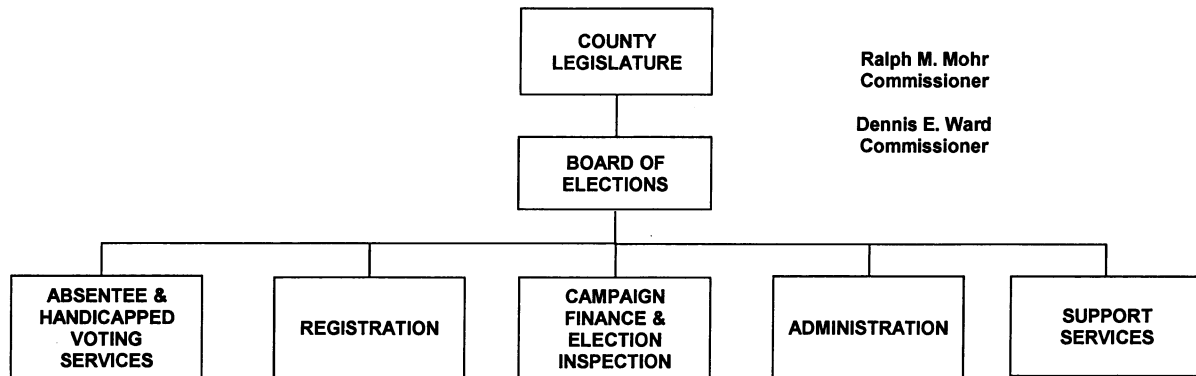 COUNTY
LEGISLATURE
Ralph M. Mohr
Commissioner
Dennis E. Ward
Commissioner
BOARD OF
ELECTIONS
ABSENTEE &
HANDICAPPED
VOTING
SERVICES
REGISTRATION
CAMPAIGN
FINANCE &
ELECTION
INSPECTION
ADMINISTRATION
SUPPORT
SERVICES